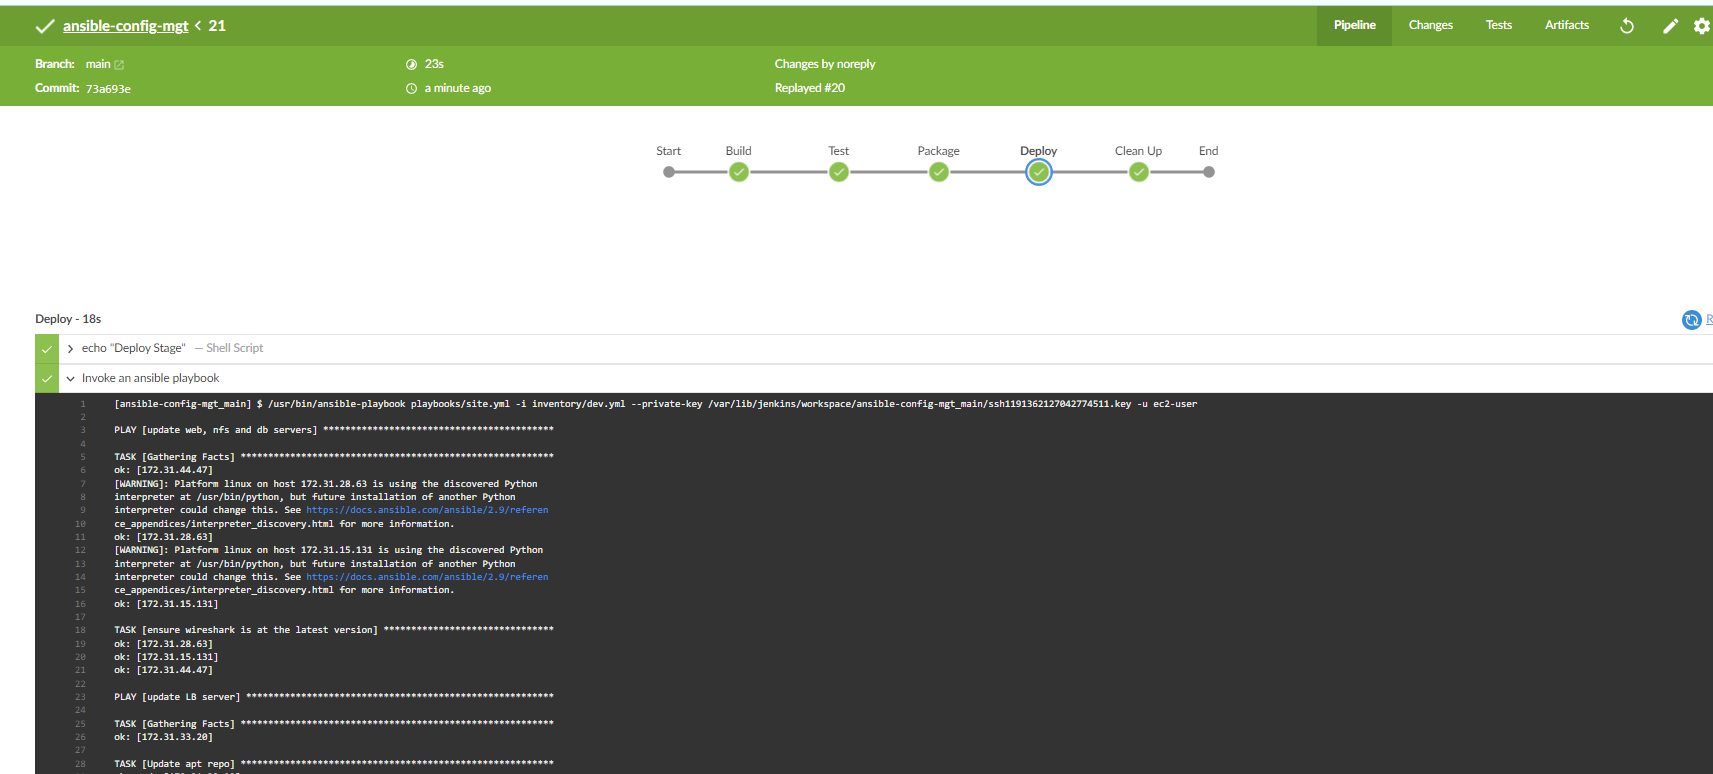 ansible-config-mgt < 21
Pipeline Changes Tests Artifacts
Branch: main
23s
Changes by noreply
Commit: 73a693e
a minute ago
Replayed #20
Start Build Test Package Deploy Clean Up End
Deploy - 18s
R
echo "Deploy Stage" — Shell Script
Invoke an ansible playbook
1 [ansible-config-mgt_main] $ /usr/bin/ansible-playbook playbooks/site.yml -i inventory/dev.yml --private-key /var/lib/jenkins/workspace/ansible-config-mgt_main/ssh1191362127042774511.key -u ec2-user
2
3 PLAY [update web, nfs and db servers] ******************************************
4
5 TASK [Gathering Facts] *********************************************************
6 ok: [172.31.44.47]
7 [WARNING]: Platform linux on host 172.31.28.63 is using the discovered Python
8 interpreter at /usr/bin/python, but future installation of another Python
9 interpreter could change this. See https://docs.ansible.com/ansible/2.9/referen
10 ce_appendices/interpreter_discovery.html for more information.
11 ok: [172.31.28.63]
12 [WARNING]: Platform linux on host 172.31.15.131 is using the discovered Python
13 interpreter at /usr/bin/python, but future installation of another Python
14 interpreter could change this. See https://docs.ansible.com/ansible/2.9/referen
15 ce_appendices/interpreter_discovery.html for more information.
16 ok: [172.31.15.131]
17
18 TASK [ensure wireshark is at the latest version] *******************************
19 ok: [172.31.28.63]
20 ok: [172.31.15.131]
21 ok: [172.31.44.47]
22
23 PLAY [update LB server] ********************************************************
24
25 TASK [Gathering Facts] *********************************************************
26 ok: [172.31.33.20]
27
28 TASK [Update apt repo] *********************************************************